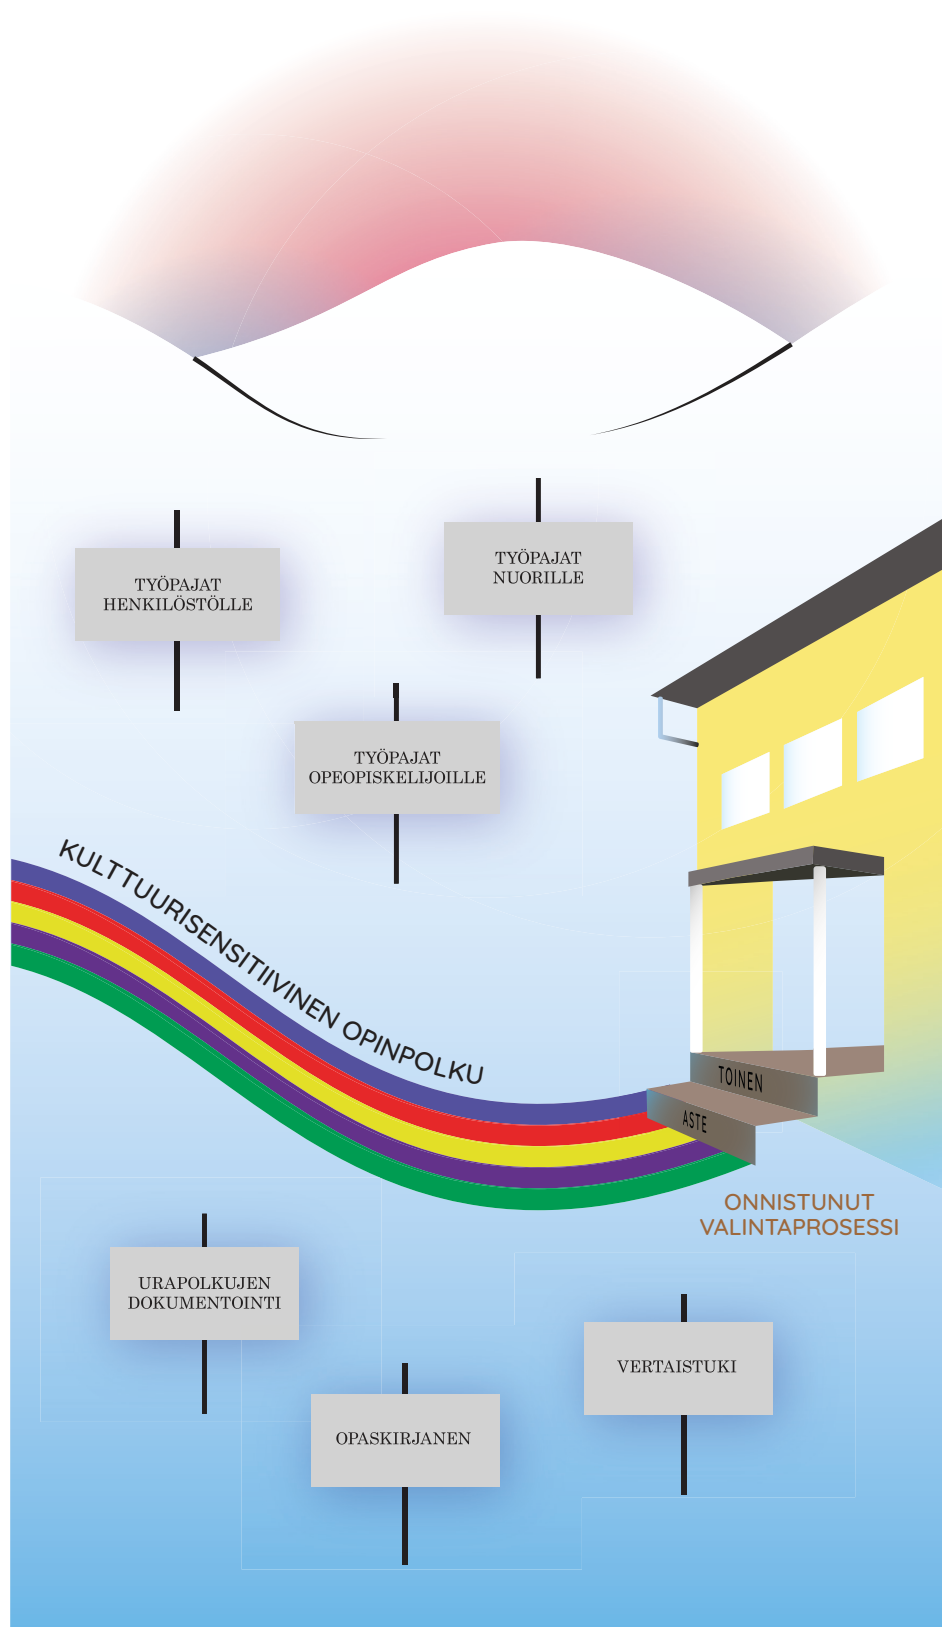 TYÖPAJAT
HENKILÖSTÖLLE
TYÖPAJAT
NUORILLE
TYÖPAJAT
OPEOPISKELIJOILLE
KULTTUURISENSITIIVINEN OPINPOLKU
TOINEN
ASTE
ONNISTUNUT
VALINTAPROSESSI
URAPOLKUJEN
DOKUMENTOINTI
VERTAISTUKI
OPASKIRJANEN